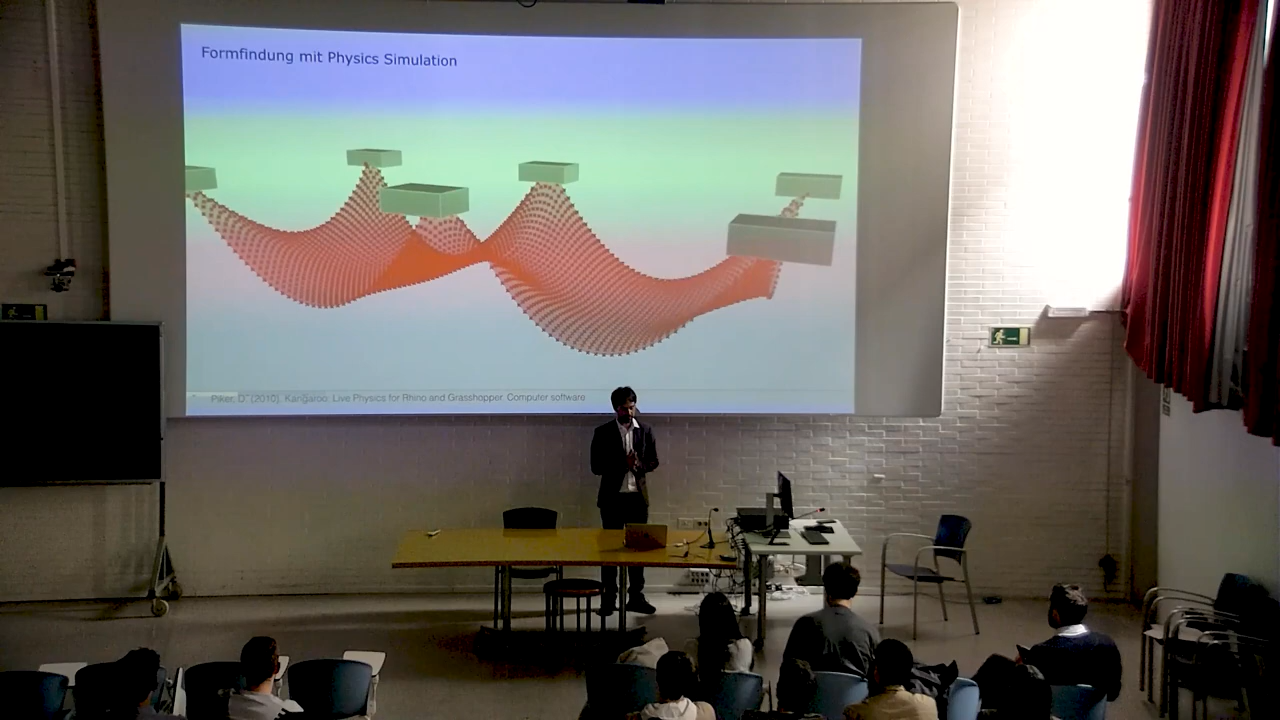 Formfindung mit Physics Simulation
Piker, D. (2010). Kangaroo: Live Physics for Rhino and Grasshopper. Computer software